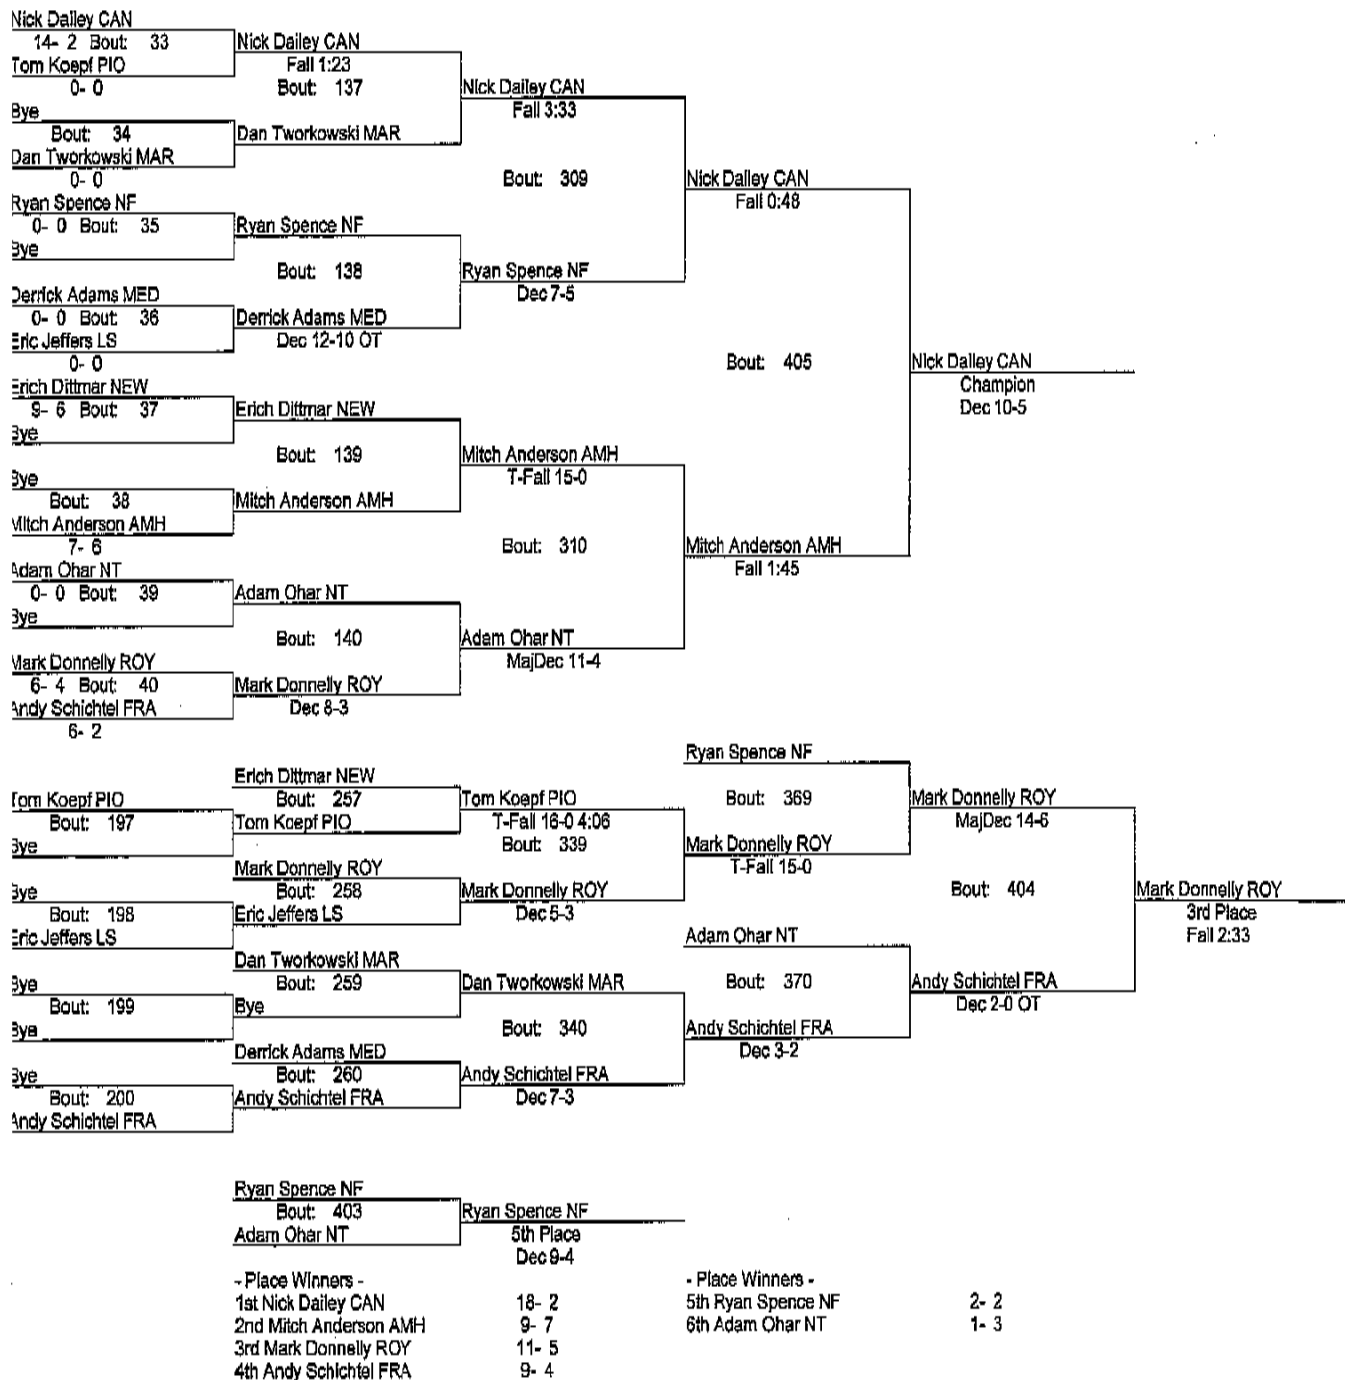 Nick Dailey CAN
14- 2 Bout: 33
Tom Koepf PIO
0- 0
Bye
Bout: 34
Dan Tworkowski MAR
0- 0
Ryan Spence NF
0- 0 Bout: 35
Bye
Derrick Adams MED
0- 0 Bout: 36
Eric Jeffers LS
0- 0
Erich Dittmar NEW
9- 6 Bout: 37
Bye
Bye
Bout: 38
Mitch Anderson AMH
7- 6
Adam Ohar NT
0- 0 Bout: 39
Bye
Mark Donnelly ROY
6- 4 Bout: 40
Andy Schichtel FRA
6- 2
Nick Dailey CAN
Fall 1:23
Bout: 137
Dan Tworkowski MAR
Ryan Spence NF
Bout: 138
Derrick Adams MED
Dec 12-10 OT
Erich Dittmar NEW
Bout: 139
Mitch Anderson AMH
Adam Ohar NT
Bout: 140
Mark Donnelly ROY
Dec 8-3
Nick Dailey CAN
Fall 3:33
Bout: 309
Ryan Spence NF
Dec 7-5
Mitch Anderson AMH
T-Fall 15-0
Bout: 310
Adam Ohar NT
MajDec 11-4
Nick Dailey CAN
Fall 0:48
Bout: 405
Mitch Anderson AMH
Fall 1:45
Nick Dailey CAN
Champion
Dec 10-5
Tom Koepf PIO
Bout: 197
Bye
Bye
Bout: 198
Eric Jeffers LS
Bye
Bout: 199
Bye
Bye
Bout: 200
Andy Schichtel FRA
Erich Dittmar NEW
Bout: 257
Tom Koepf PIO
Mark Donnelly ROY
Bout: 258
Eric Jeffers LS
Dan Tworkowski MAR
Bout: 259
Bye
Derrick Adams MED
Bout: 260
Andy Schichtel FRA
Tom Koepf PIO
T-Fall 16-0 4:06
Bout: 339
Mark Donnelly ROY
Dec 5-3
Dan Tworkowski MAR
Bout: 340
Andy Schichtel FRA
Dec 7-3
Ryan Spence NF
Bout: 369
Mark Donnelly ROY
T-Fall 15-0
Adam Ohar NT
Bout: 370
Andy Schichtel FRA
Dec 3-2
Mark Donnelly ROY
MajDec 14-6
Bout: 404
Andy Schichtel FRA
Dec 2-0 OT
Mark Donnelly ROY
3rd Place
Fall 2:33
Ryan Spence NF
Bout: 403
Adam Ohar NT
Ryan Spence NF
5th Place
Dec 9-4
- Place Winners -
1st Nick Dailey CAN 18- 2
2nd Mitch Anderson AMH 9- 7
3rd Mark Donnelly ROY 11- 5
4th Andy Schichtel FRA 9- 4
- Place Winners -
5th Ryan Spence NF 2- 2
6th Adam Ohar NT 1- 3